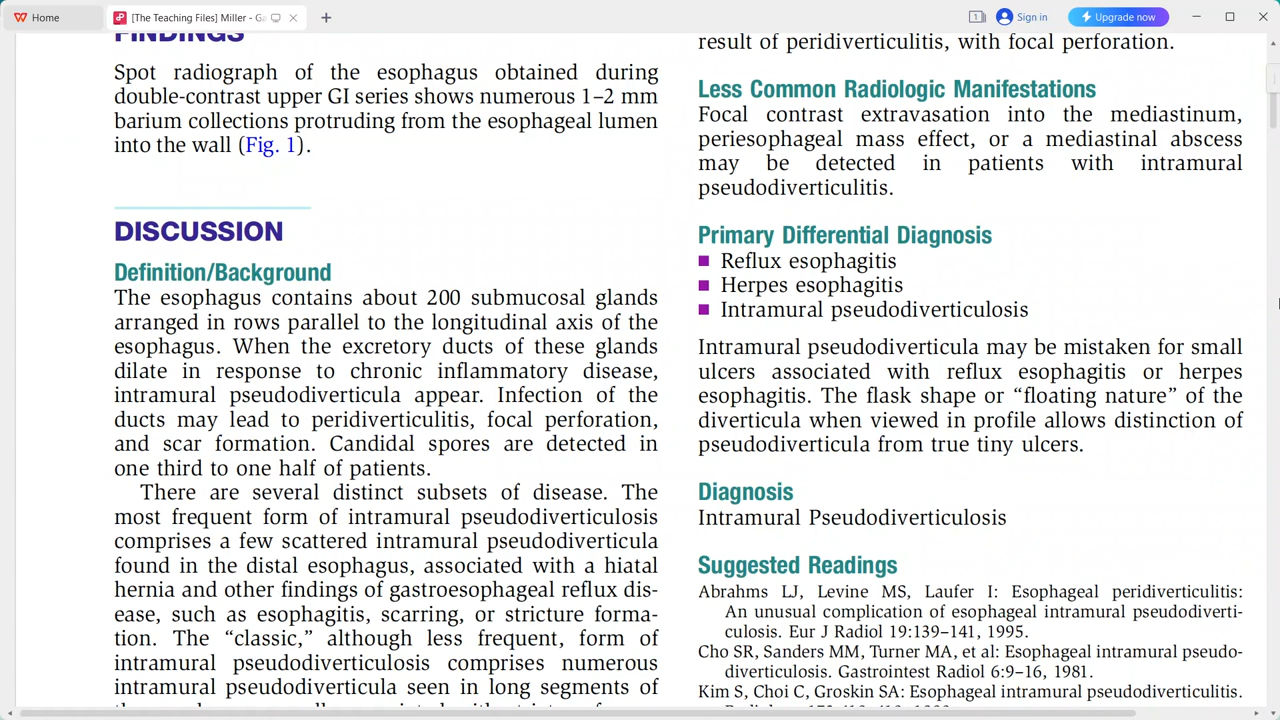 Home
[The Teaching Files] Miller - Ga
1
Sign in
Upgrade now
FINDINGS
Spot radiograph of the esophagus obtained during
double-contrast upper GI series shows numerous 1–2 mm
barium collections protruding from the esophageal lumen
into the wall (Fig. 1).
DISCUSSION
Definition/Background
The esophagus contains about 200 submucosal glands
arranged in rows parallel to the longitudinal axis of the
esophagus. When the excretory ducts of these glands
dilate in response to chronic inflammatory disease,
intramural pseudodiverticula appear. Infection of the
ducts may lead to peridiverticulitis, focal perforation,
and scar formation. Candidal spores are detected in
one third to one half of patients.
There are several distinct subsets of disease. The
most frequent form of intramural pseudodiverticulosis
comprises a few scattered intramural pseudodiverticula
found in the distal esophagus, associated with a hiatal
hernia and other findings of gastroesophageal reflux dis-
ease, such as esophagitis, scarring, or stricture forma-
tion. The “classic,” although less frequent, form of
intramural pseudodiverticulosis comprises numerous
intramural pseudodiverticula seen in long segments of
result of peridiverticulitis, with focal perforation.
Less Common Radiologic Manifestations
Focal contrast extravasation into the mediastinum,
periesophageal mass effect, or a mediastinal abscess
may be detected in patients with intramural
pseudodiverticulitis.
Primary Differential Diagnosis
■ Reflux esophagitis
■ Herpes esophagitis
■ Intramural pseudodiverticulosis
Intramural pseudodiverticula may be mistaken for small
ulcers associated with reflux esophagitis or herpes
esophagitis. The flask shape or “floating nature” of the
diverticula when viewed in profile allows distinction of
pseudodiverticula from true tiny ulcers.
Diagnosis
Intramural Pseudodiverticulosis
Suggested Readings
Abrahms LJ, Levine MS, Laufer I: Esophageal peridiverticulitis:
An unusual complication of esophageal intramural pseudodiverti-
culosis. Eur J Radiol 19:139–141, 1995.
Cho SR, Sanders MM, Turner MA, et al: Esophageal intramural pseudo-
diverticulosis. Gastrointest Radiol 6:9–16, 1981.
Kim S, Choi C, Groskin SA: Esophageal intramural pseudodiverticulitis.